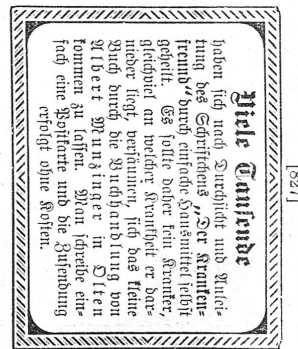 [827]
Viele Tausende
haben sich nach Durchsicht und Anlei-
tung des Schriftchens „Der Kranken-
freund" durch einfache Hausmittel selbst
geheilt. Es sollte daher kein Kranker,
gleichviel an welcher Krankheit er dar-
nieder liegt, versäumen, sich das kleine
Buch durch die Buchhandlung von
Albert Munzinger in Olten
kommen zu lassen. Man schreibe ein-
fach eine Postkarte und die Zusendung
erfolgt ohne Kosten.